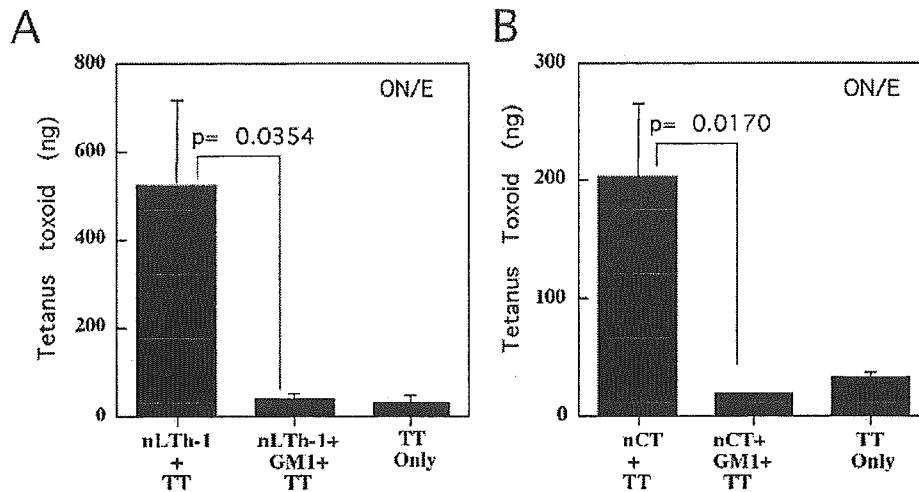 A
Tetanus toxoid (ng)
800
600
400
200
0
ON/E
p= 0.0354
nLTh-1
+
TT
nLTh-1+
GM1+
TT
TT
Only
B
Tetanus Toxoid (ng)
300
200
100
0
ON/E
p= 0.0170
nCT
+
TT
nCT+
GM1+
TT
TT
Only